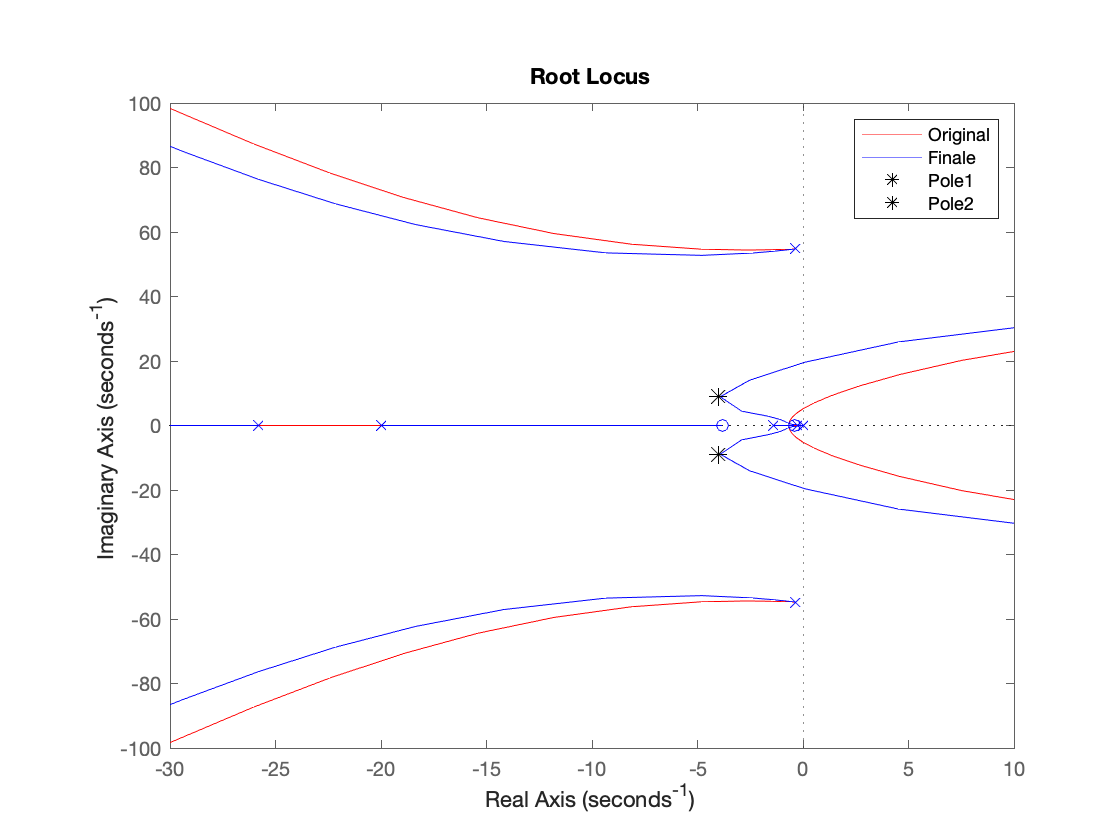 Root Locus
100
80
60
40
20
0
-20
-40
-60
-80
-100
Imaginary Axis (seconds⁻¹)
Original
Finale
Pole1
Pole2
-30 -25 -20 -15 -10 -5 0 5 10
Real Axis (seconds⁻¹)